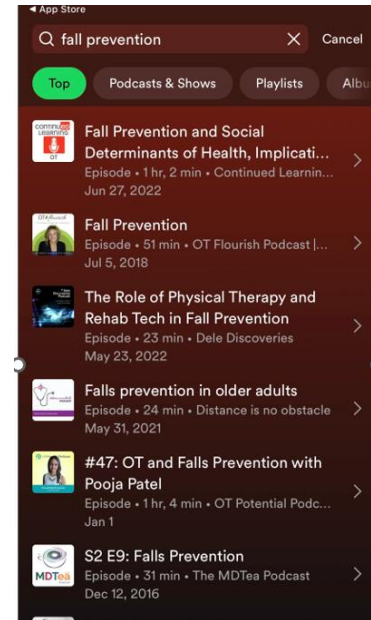 ◄ App Store
fall prevention
Cancel
Top
Podcasts & Shows
Playlists
Albu
CONTINUED
LEARNING
OT
Fall Prevention and Social
Determinants of Health, Implicati...
Episode • 1 hr, 2 min • Continued Learnin...
Jun 27, 2022
Fall Prevention
Episode • 51 min • OT Flourish Podcast |...
Jul 5, 2018
The Role of Physical Therapy and
Rehab Tech in Fall Prevention
Episode • 23 min • Dele Discoveries
May 23, 2022
Falls prevention in older adults
Episode • 24 min • Distance is no obstacle
May 31, 2021
#47: OT and Falls Prevention with
Pooja Patel
Episode • 1 hr, 4 min • OT Potential Podc...
Jan 1
MDTea
S2 E9: Falls Prevention
Episode • 31 min • The MDTea Podcast
Dec 12, 2016